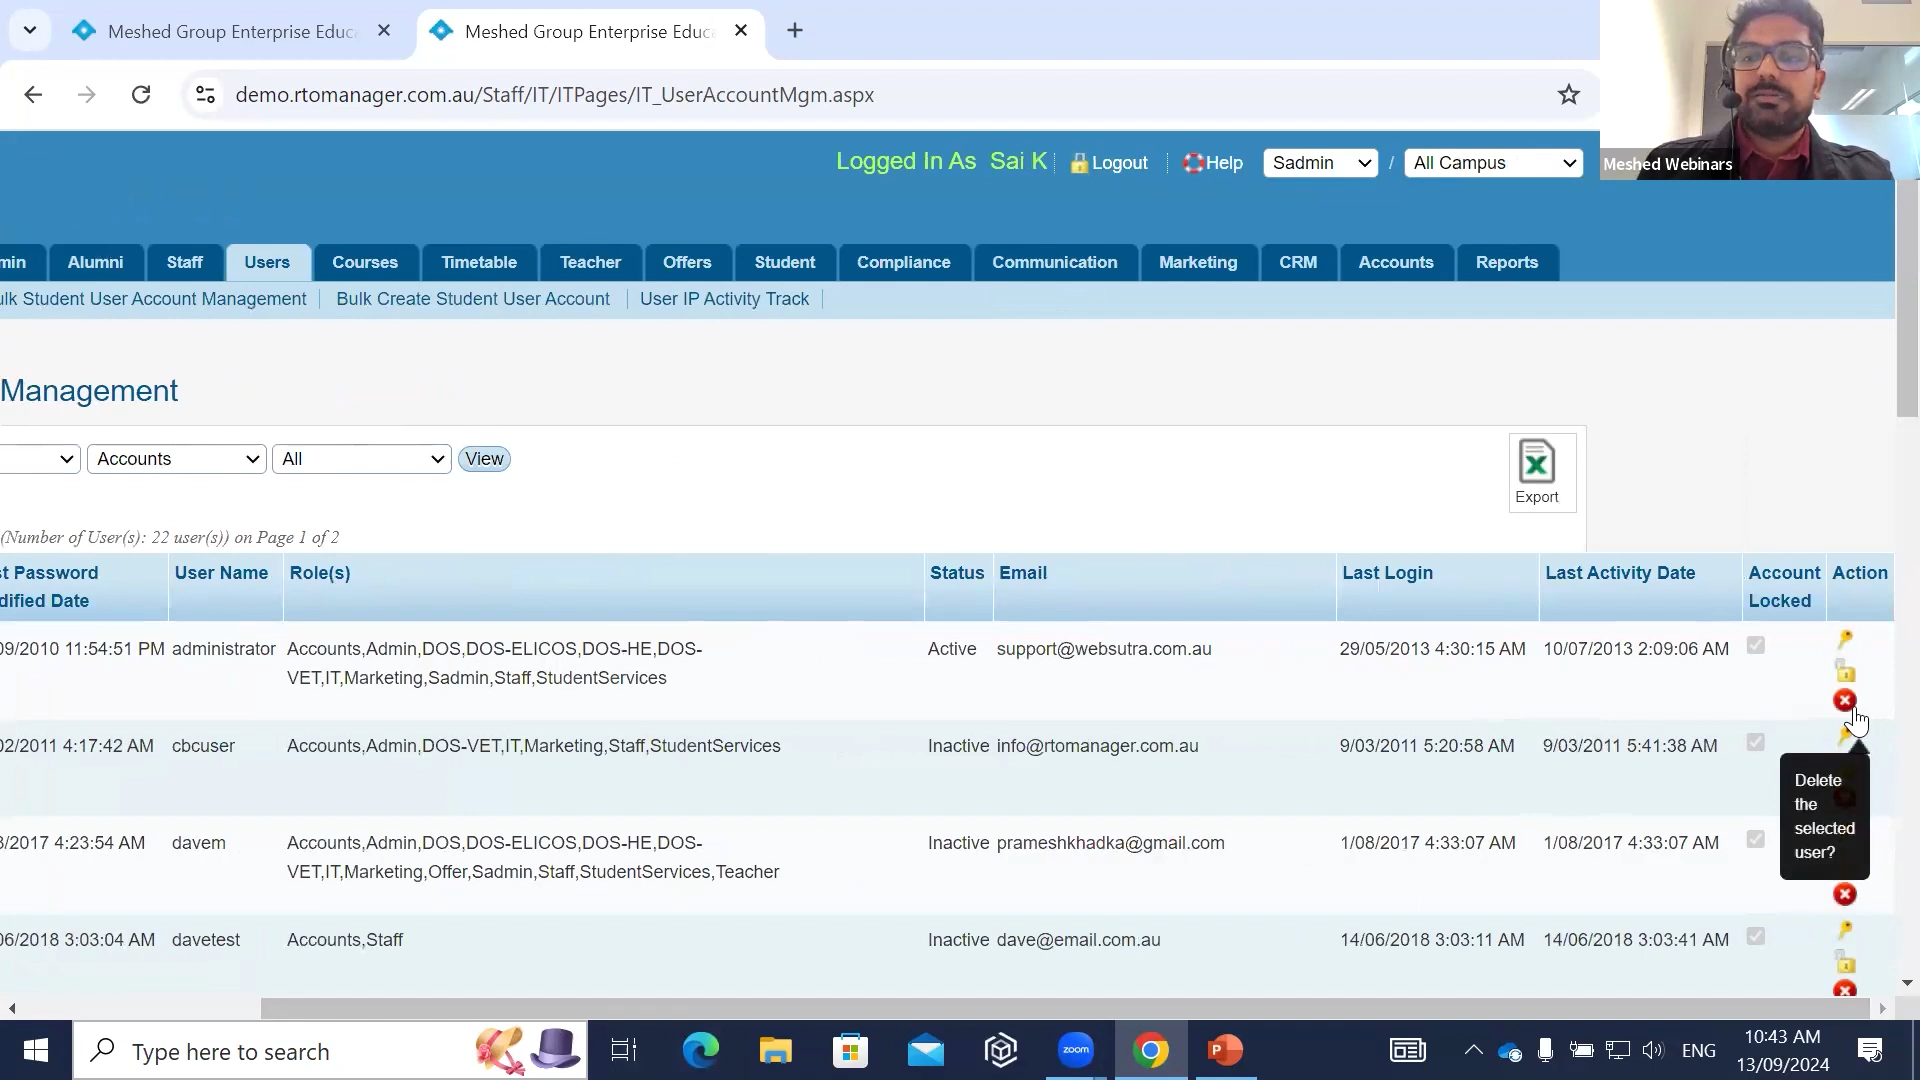 Meshed Group Enterprise Educ
Meshed Group Enterprise Educ
demo.rtomanager.com.au/Staff/IT/ITPages/IT_UserAccountMgm.aspx
Logged In As Sai K
Logout
Help
Sadmin
/
All Campus
Meshed Webinars
min
Alumni
Staff
Users
Courses
Timetable
Teacher
Offers
Student
Compliance
Communication
Marketing
CRM
Accounts
Reports
ulk Student User Account Management
Bulk Create Student User Account
User IP Activity Track
Management
Accounts
All
View
Export
(Number of User(s): 22 user(s)) on Page 1 of 2
st Password
dified Date
User Name
Role(s)
Status
Email
Last Login
Last Activity Date
Account
Locked
Action
09/2010 11:54:51 PM administrator Accounts,Admin,DOS,DOS-ELICOS,DOS-HE,DOS-
VET,IT,Marketing,Sadmin,Staff,StudentServices
Active support@websutra.com.au 29/05/2013 4:30:15 AM 10/07/2013 2:09:06 AM
02/2011 4:17:42 AM cbcuser Accounts,Admin,DOS-VET,IT,Marketing,Staff,StudentServices Inactive info@rtomanager.com.au 9/03/2011 5:20:58 AM 9/03/2011 5:41:38 AM
Delete
the
selected
user?
8/2017 4:23:54 AM davem Accounts,Admin,DOS,DOS-ELICOS,DOS-HE,DOS-
VET,IT,Marketing,Offer,Sadmin,Staff,StudentServices,Teacher
Inactive prameshkhadka@gmail.com 1/08/2017 4:33:07 AM 1/08/2017 4:33:07 AM
06/2018 3:03:04 AM davetest Accounts,Staff Inactive dave@email.com.au 14/06/2018 3:03:11 AM 14/06/2018 3:03:41 AM
Type here to search
zoom
ENG
10:43 AM
13/09/2024